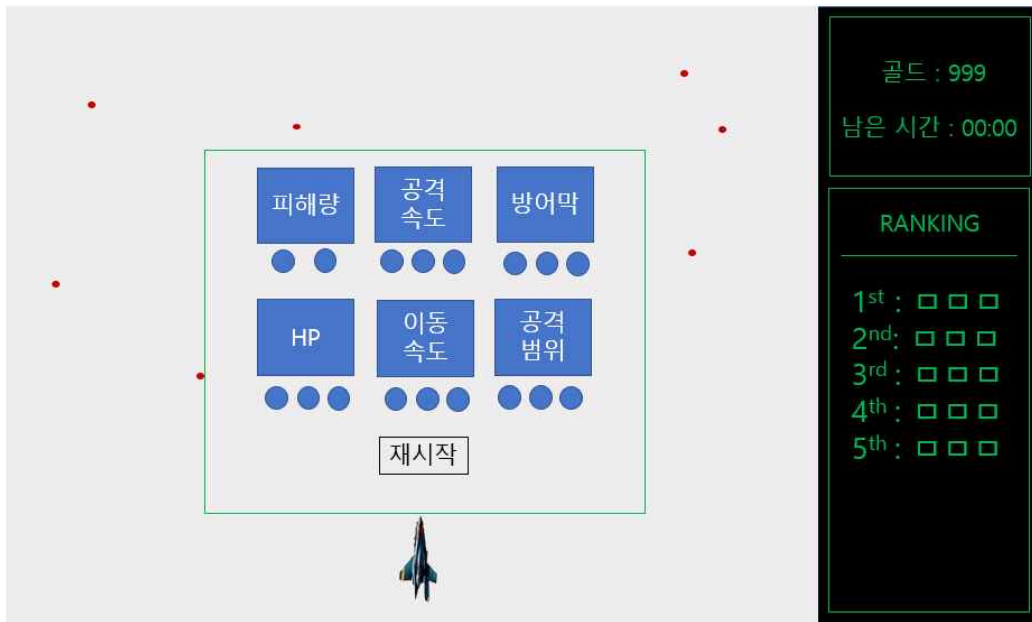 피해량
공격
속도
방어막
HP
이동
속도
공격
범위
재시작
골드 : 999
남은 시간 : 00:00
RANKING
1st : ㅁ ㅁ ㅁ
2nd: ㅁ ㅁ ㅁ
3rd : ㅁ ㅁ ㅁ
4th : ㅁ ㅁ ㅁ
5th : ㅁ ㅁ ㅁ